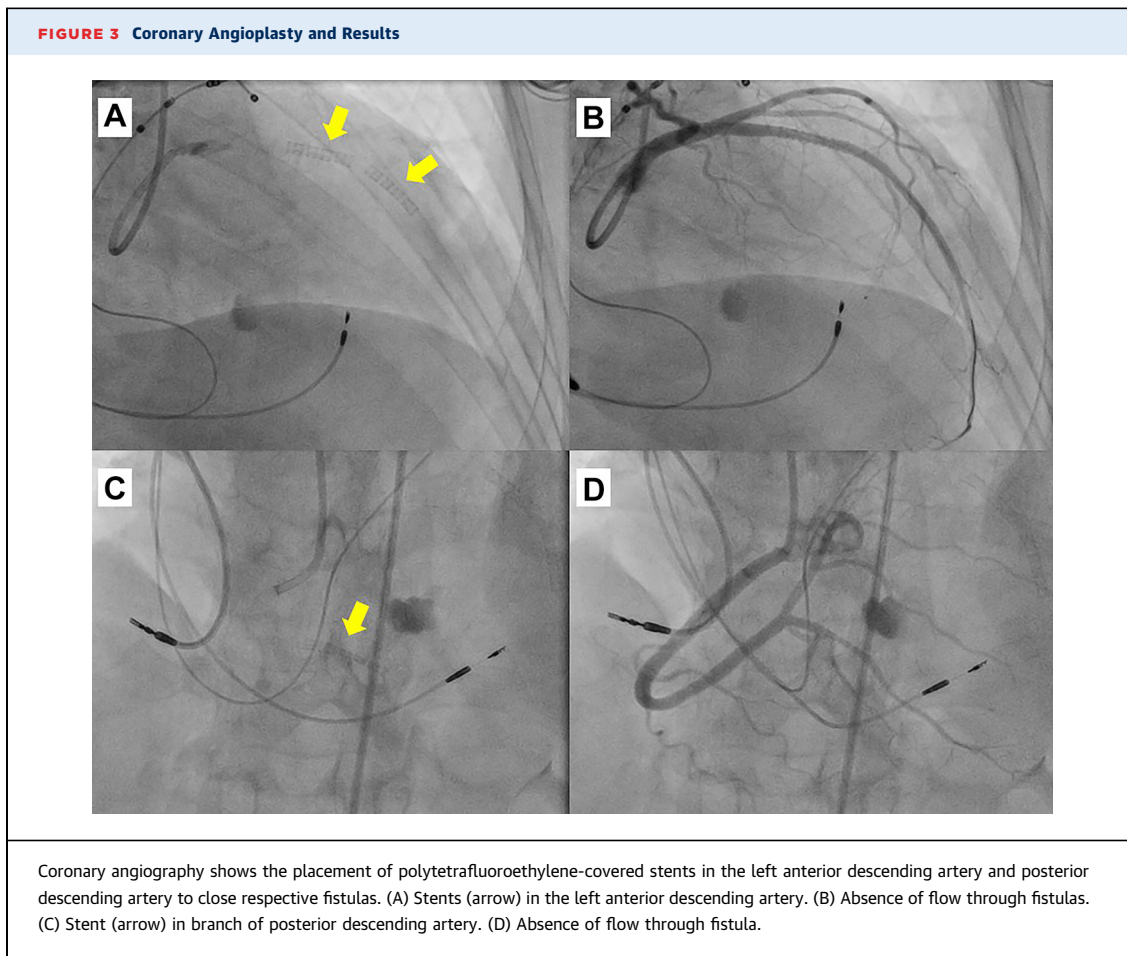 FIGURE 3 Coronary Angioplasty and Results
A
B
C
D
Coronary angiography shows the placement of polytetrafluoroethylene-covered stents in the left anterior descending artery and posterior
descending artery to close respective fistulas. (A) Stents (arrow) in the left anterior descending artery. (B) Absence of flow through fistulas.
(C) Stent (arrow) in branch of posterior descending artery. (D) Absence of flow through fistula.